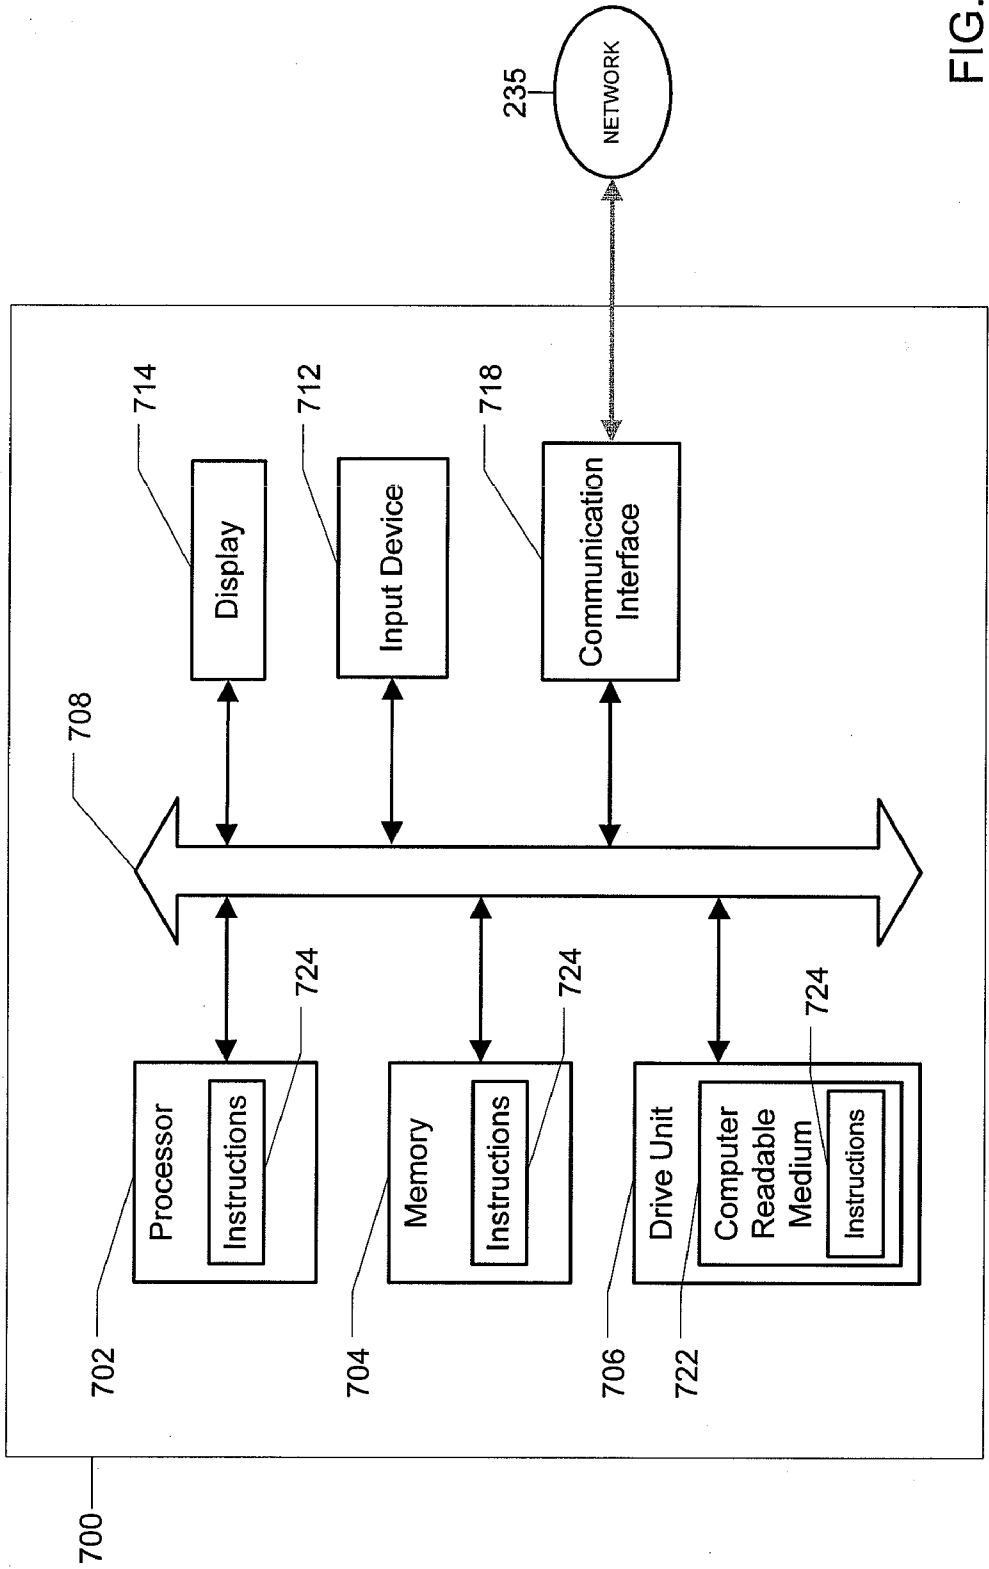 700
702
Processor
Instructions
724
704
Memory
Instructions
724
706
722
Drive Unit
Computer
Readable
Medium
Instructions
724
708
714
Display
712
Input Device
718
Communication
Interface
235
NETWORK
FIG.